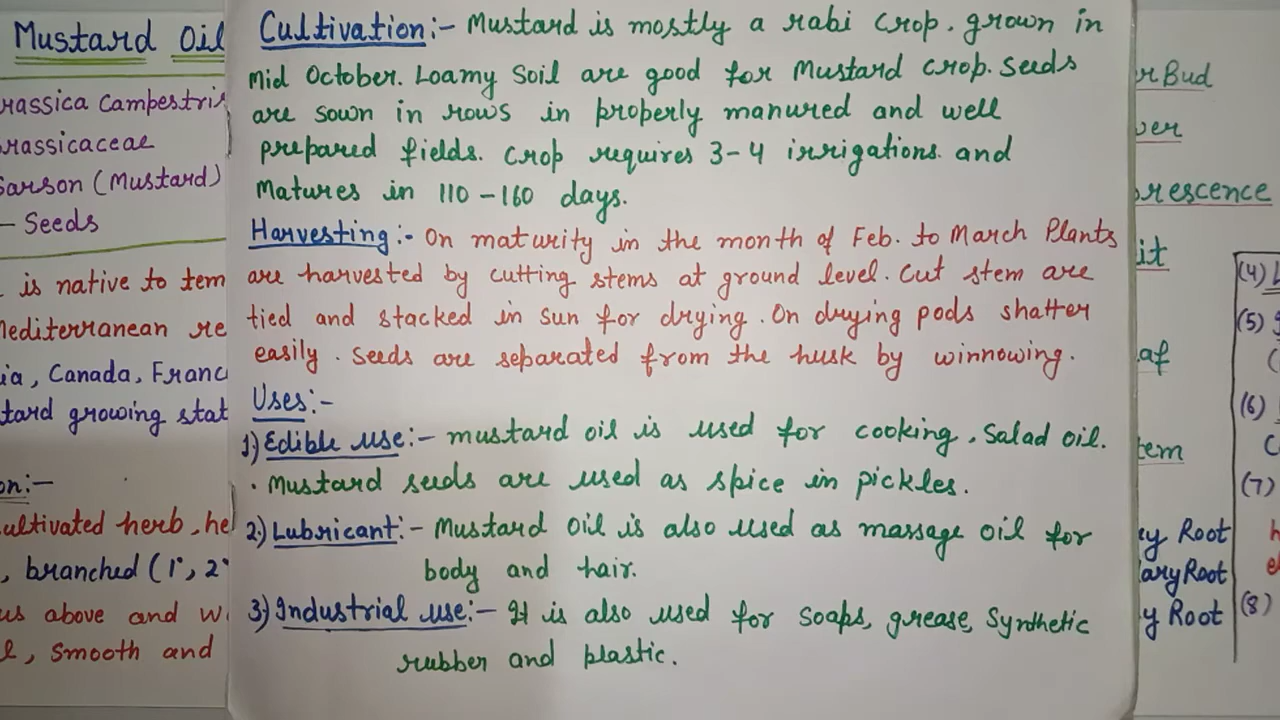 Mustard Oil
rassica Campestris
rassicaceae
Sarson (Mustard)
– Seeds
is native to tem
Mediterranean re
ia, Canada, Franc
tard growing stat
on:–
ultivated herb, he
, branched (1°, 2°
us above and w
, Smooth and
Cultivation:– Mustard is mostly a rabi crop. grown in
Mid October. Loamy Soil are good for Mustard crop. Seeds
are sown in rows in properly manured and well
prepared fields. Crop requires 3-4 irrigations. and
Matures in 110 – 160 days.
Harvesting:- On maturity in the month of Feb. to March Plants
are harvested by cutting stems at ground level. Cut stem are
tied and stacked in Sun for drying. On drying pods shatter
easily. Seeds are separated from the husk by winnowing.
Uses:–
1) Edible use:– mustard oil is used for cooking, Salad oil.
. Mustard seeds are used as spice in pickles.
2) Lubricant:– Mustard oil is also used as massage oil for
body and hair.
3) Industrial use:– It is also used for Soaps, grease, Synthetic
rubber and plastic.
r Bud
wer
rescence
it
af
tem
ry Root
ary Root
y Root
(4)
(5)
(6)
(7)
(8)